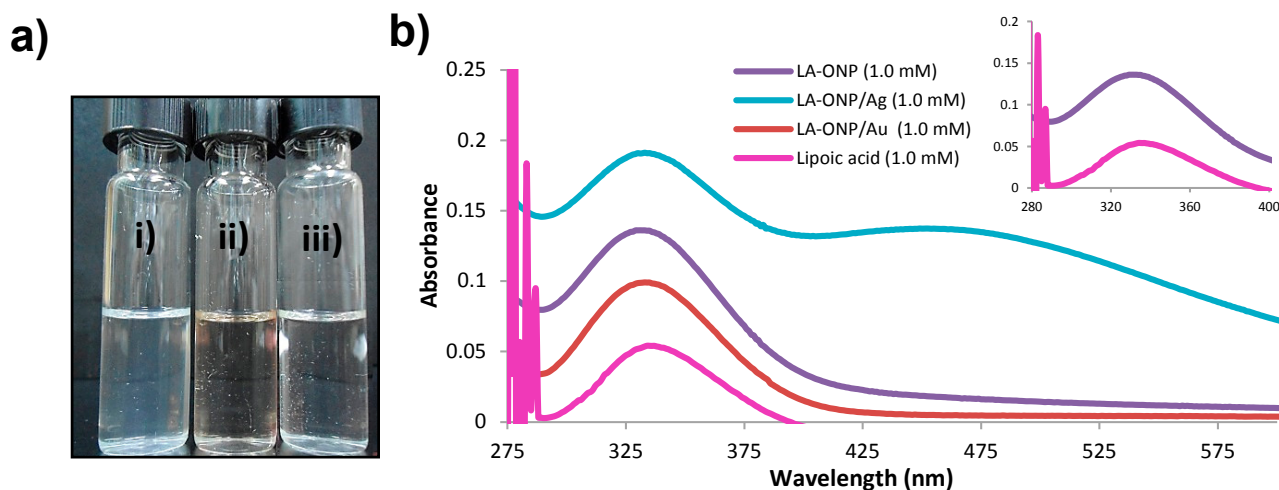 a)
i)
ii)
iii)
b)
LA-ONP (1.0 mM)
LA-ONP/Ag (1.0 mM)
LA-ONP/Au (1.0 mM)
Lipoic acid (1.0 mM)
Absorbance
0.25
0.2
0.15
0.1
0.05
0
275
325
375
425
475
525
575
Wavelength (nm)
0.2
0.15
0.1
0.05
0
280
320
360
400